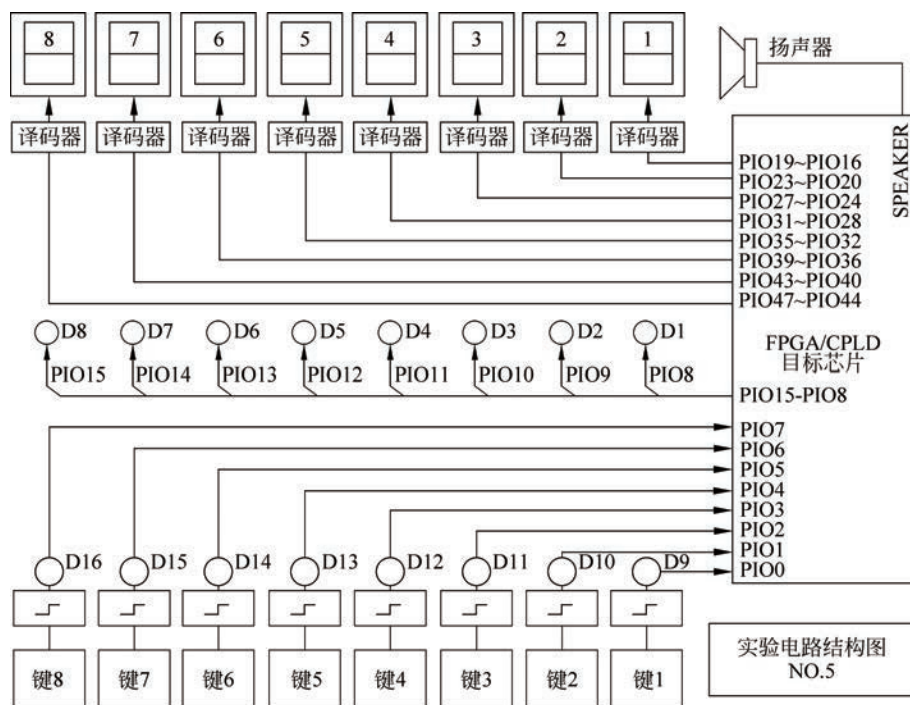 8 7 6 5 4 3 2 1
扬声器
译码器 译码器 译码器 译码器 译码器 译码器 译码器 译码器
SPEAKER
PIO19~PIO16
PIO23~PIO20
PIO27~PIO24
PIO31~PIO28
PIO35~PIO32
PIO39~PIO36
PIO43~PIO40
PIO47~PIO44
D8 D7 D6 D5 D4 D3 D2 D1
FPGA/CPLD
目标芯片
PIO15 PIO14 PIO13 PIO12 PIO11 PIO10 PIO9 PIO8
PIO15-PIO8
PIO7
PIO6
PIO5
PIO4
PIO3
PIO2
PIO1
PIO0
D16 D15 D14 D13 D12 D11 D10 D9
键8 键7 键6 键5 键4 键3 键2 键1
实验电路结构图
NO.5